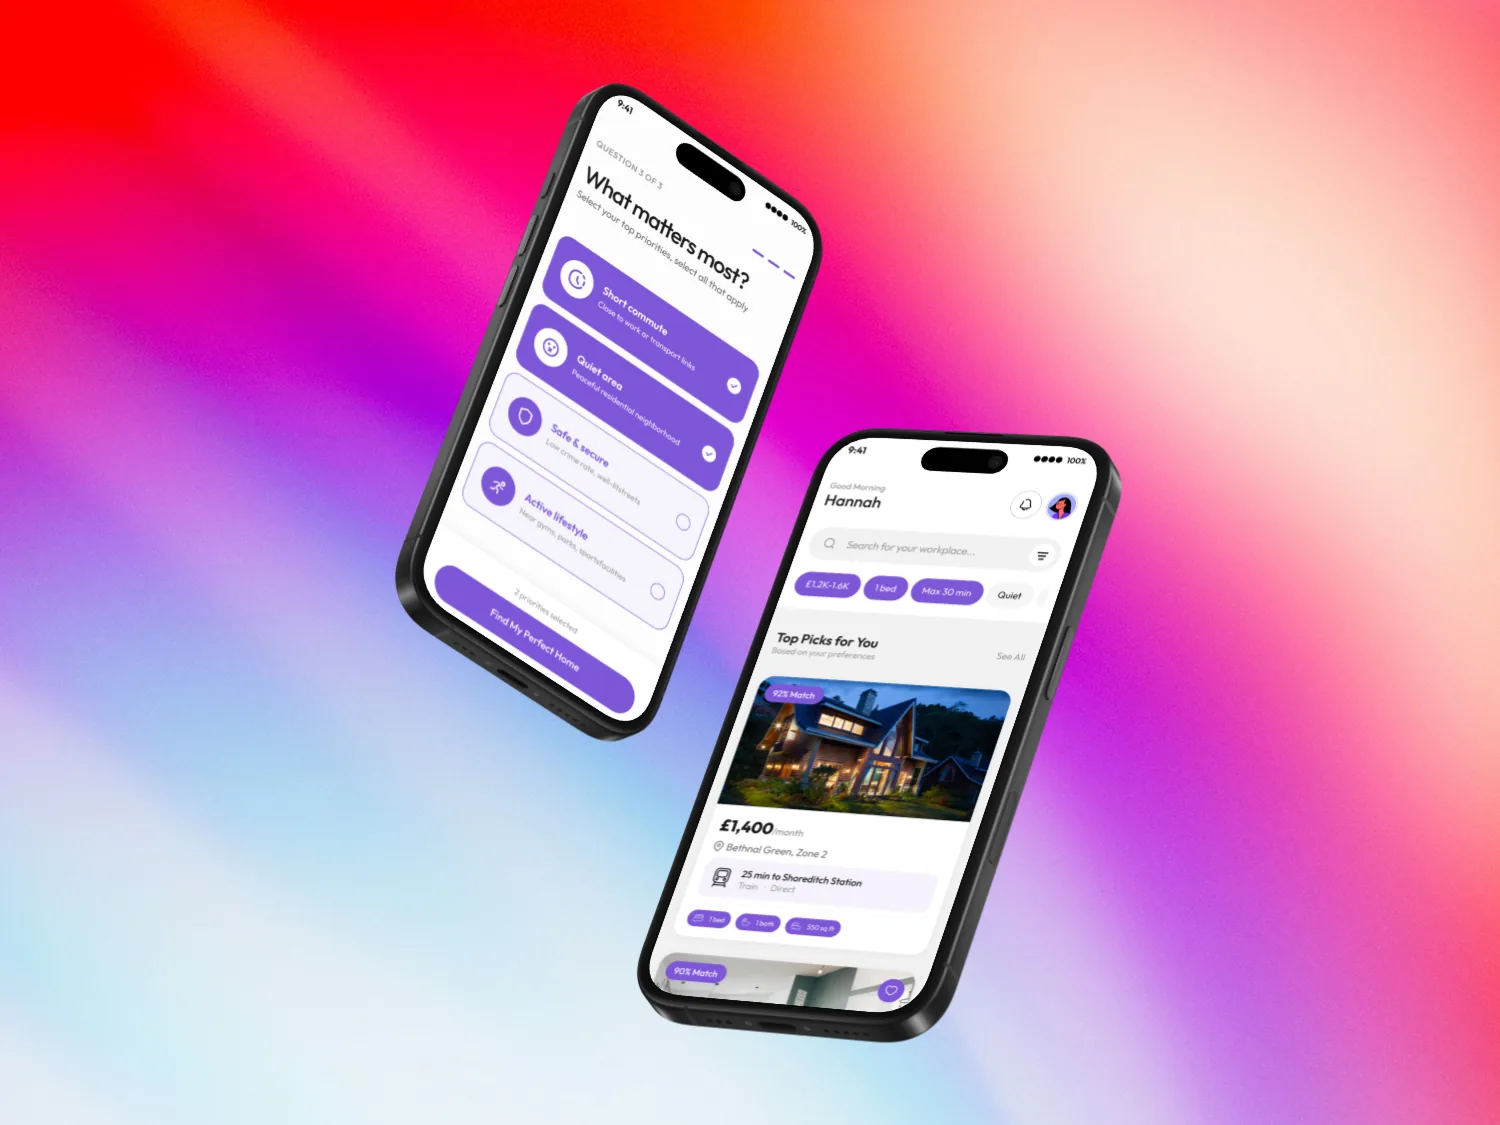 9:41
100%
QUESTION 3 OF 3
What matters most?
Select your top priorities, select all that apply
Short commute
Close to work or transport links
Quiet area
Peaceful residential neighborhood
Safe & secure
Low crime rate, well-litstreets
Active lifestyle
Near gyms, parks, sportsfacilities
2 priorities selected
Find My Perfect Home
9:41
100%
Good Morning
Hannah
Search for your workplace...
£1.2K-1.6K
1 bed
Max 30 min
Quiet
Top Picks for You
Based on your preferences
See All
92% Match
£1,400/month
Bethnal Green, Zone 2
25 min to Shoreditch Station
Train · Direct
1 bed
1 bath
550 sq ft
90% Match